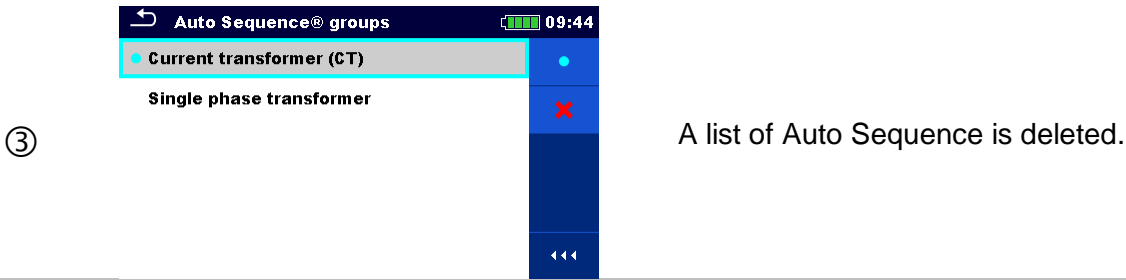 Auto Sequence® groups 09:44
Current transformer (CT)
Single phase transformer
③
A list of Auto Sequence is deleted.